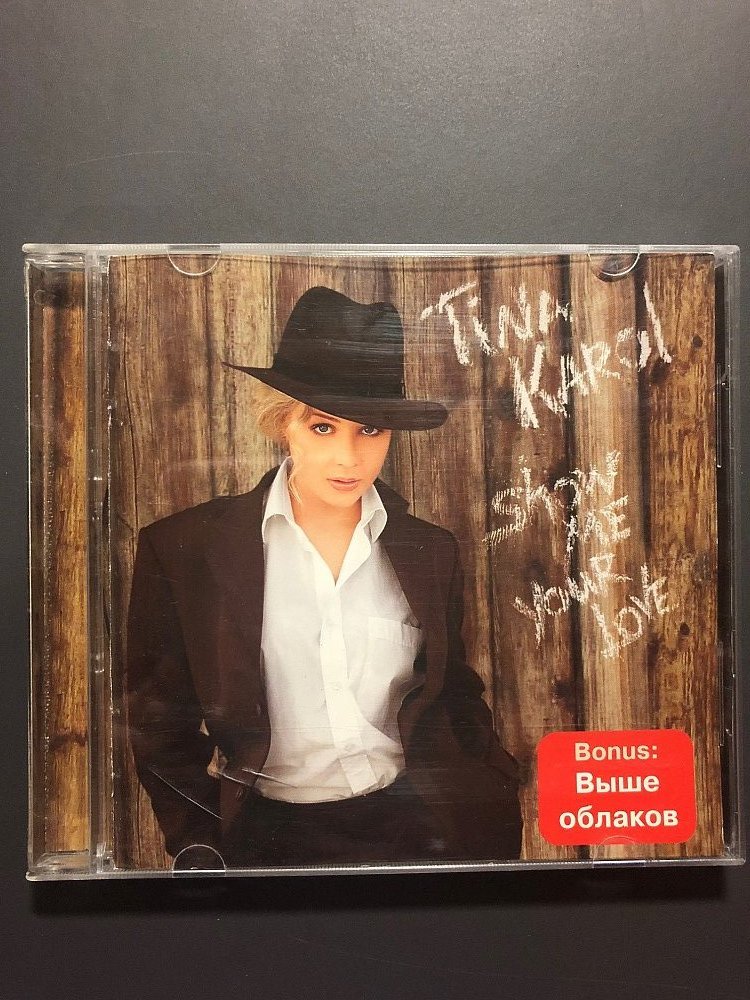 Tina
Karol
Show
me
your
love
Bonus:
Выше
облаков